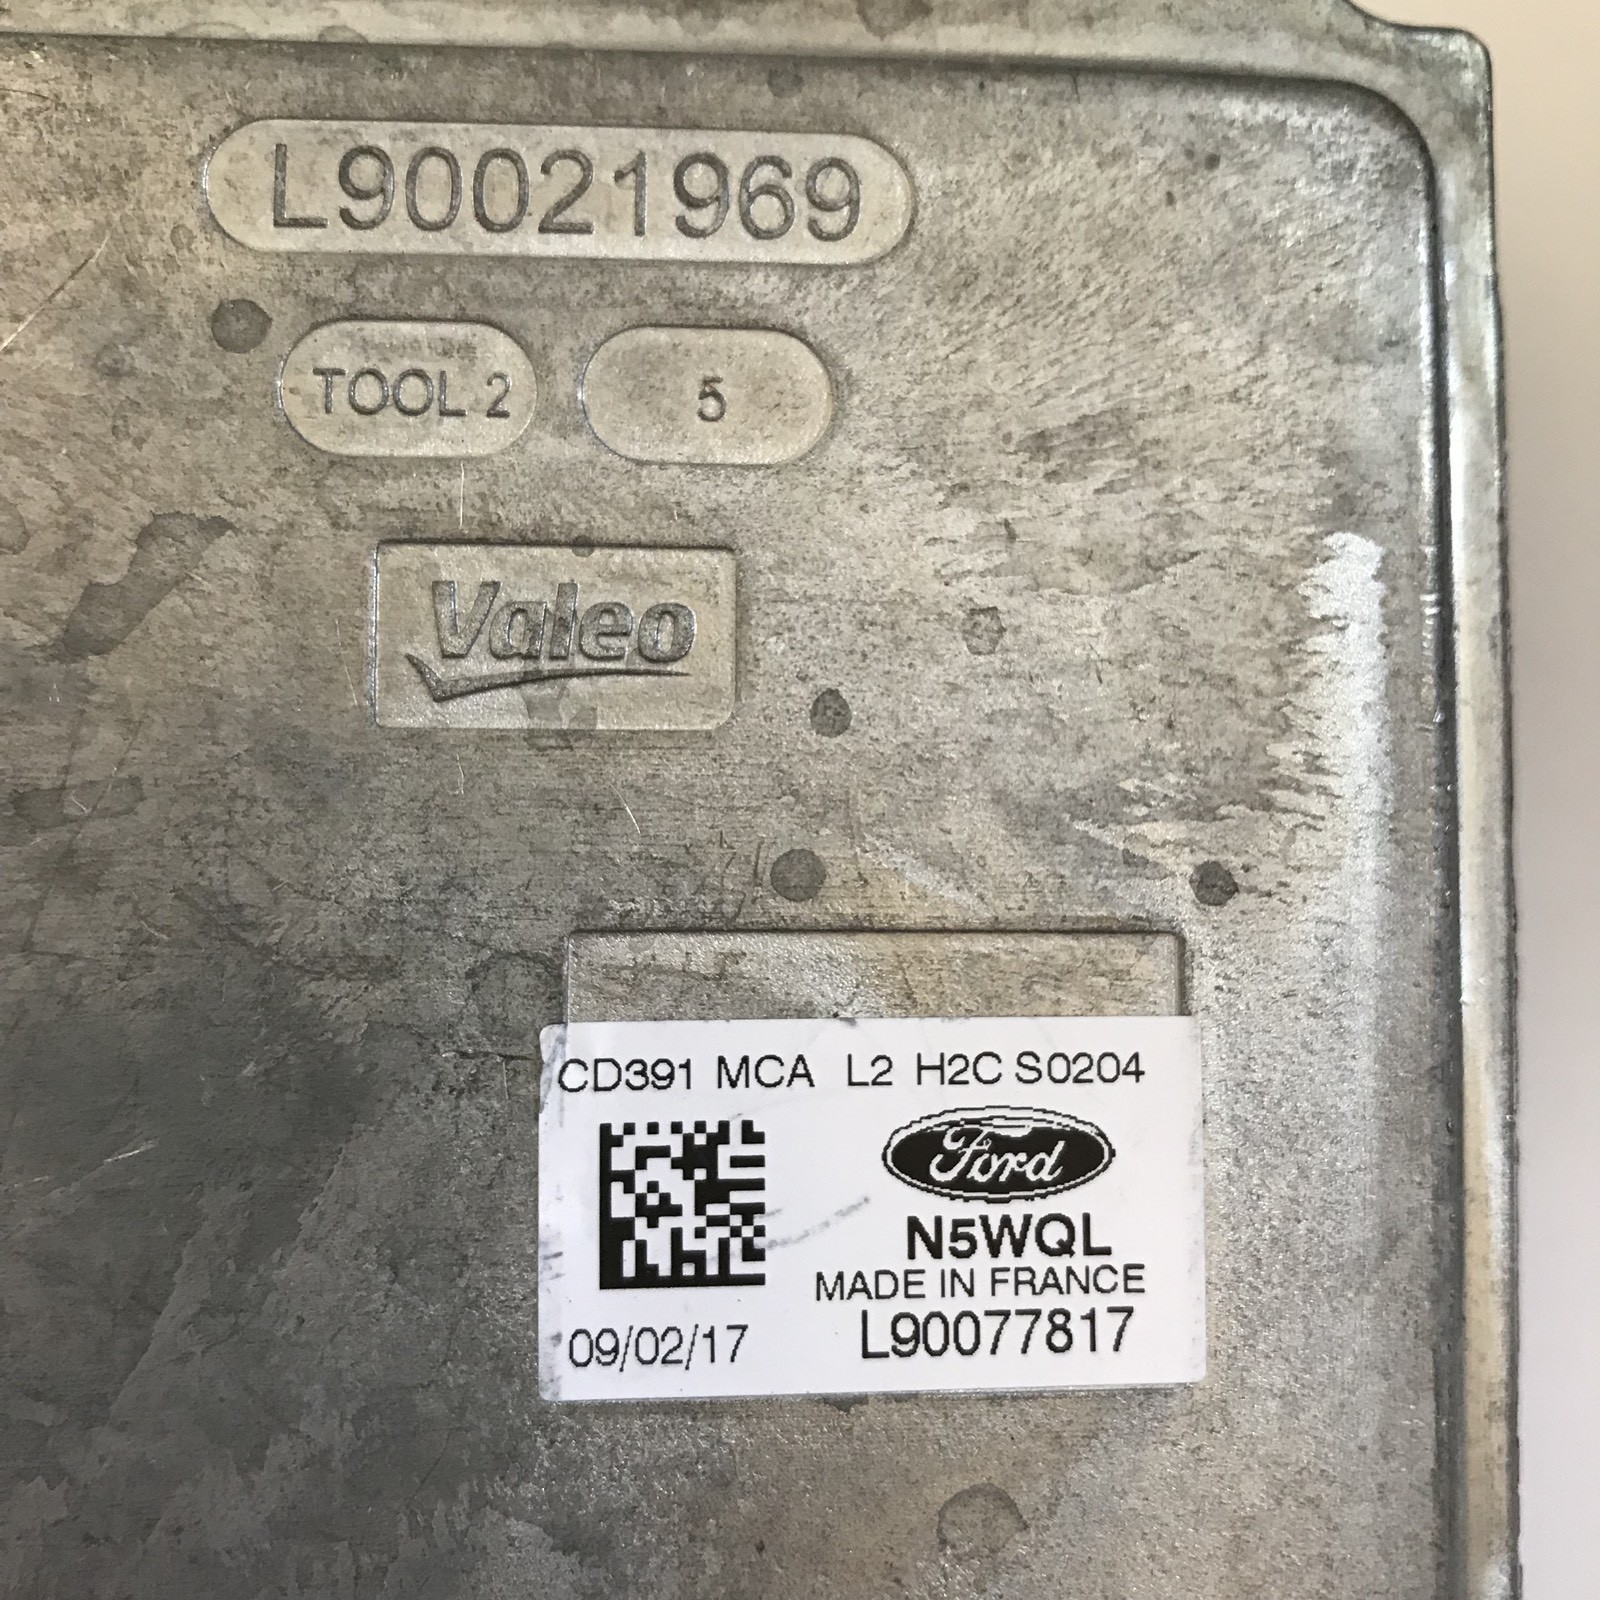 L90021969
TOOL 2
5
Valeo
CD391 MCA L2 H2C S0204
Ford
N5WQL
MADE IN FRANCE
L90077817
09/02/17